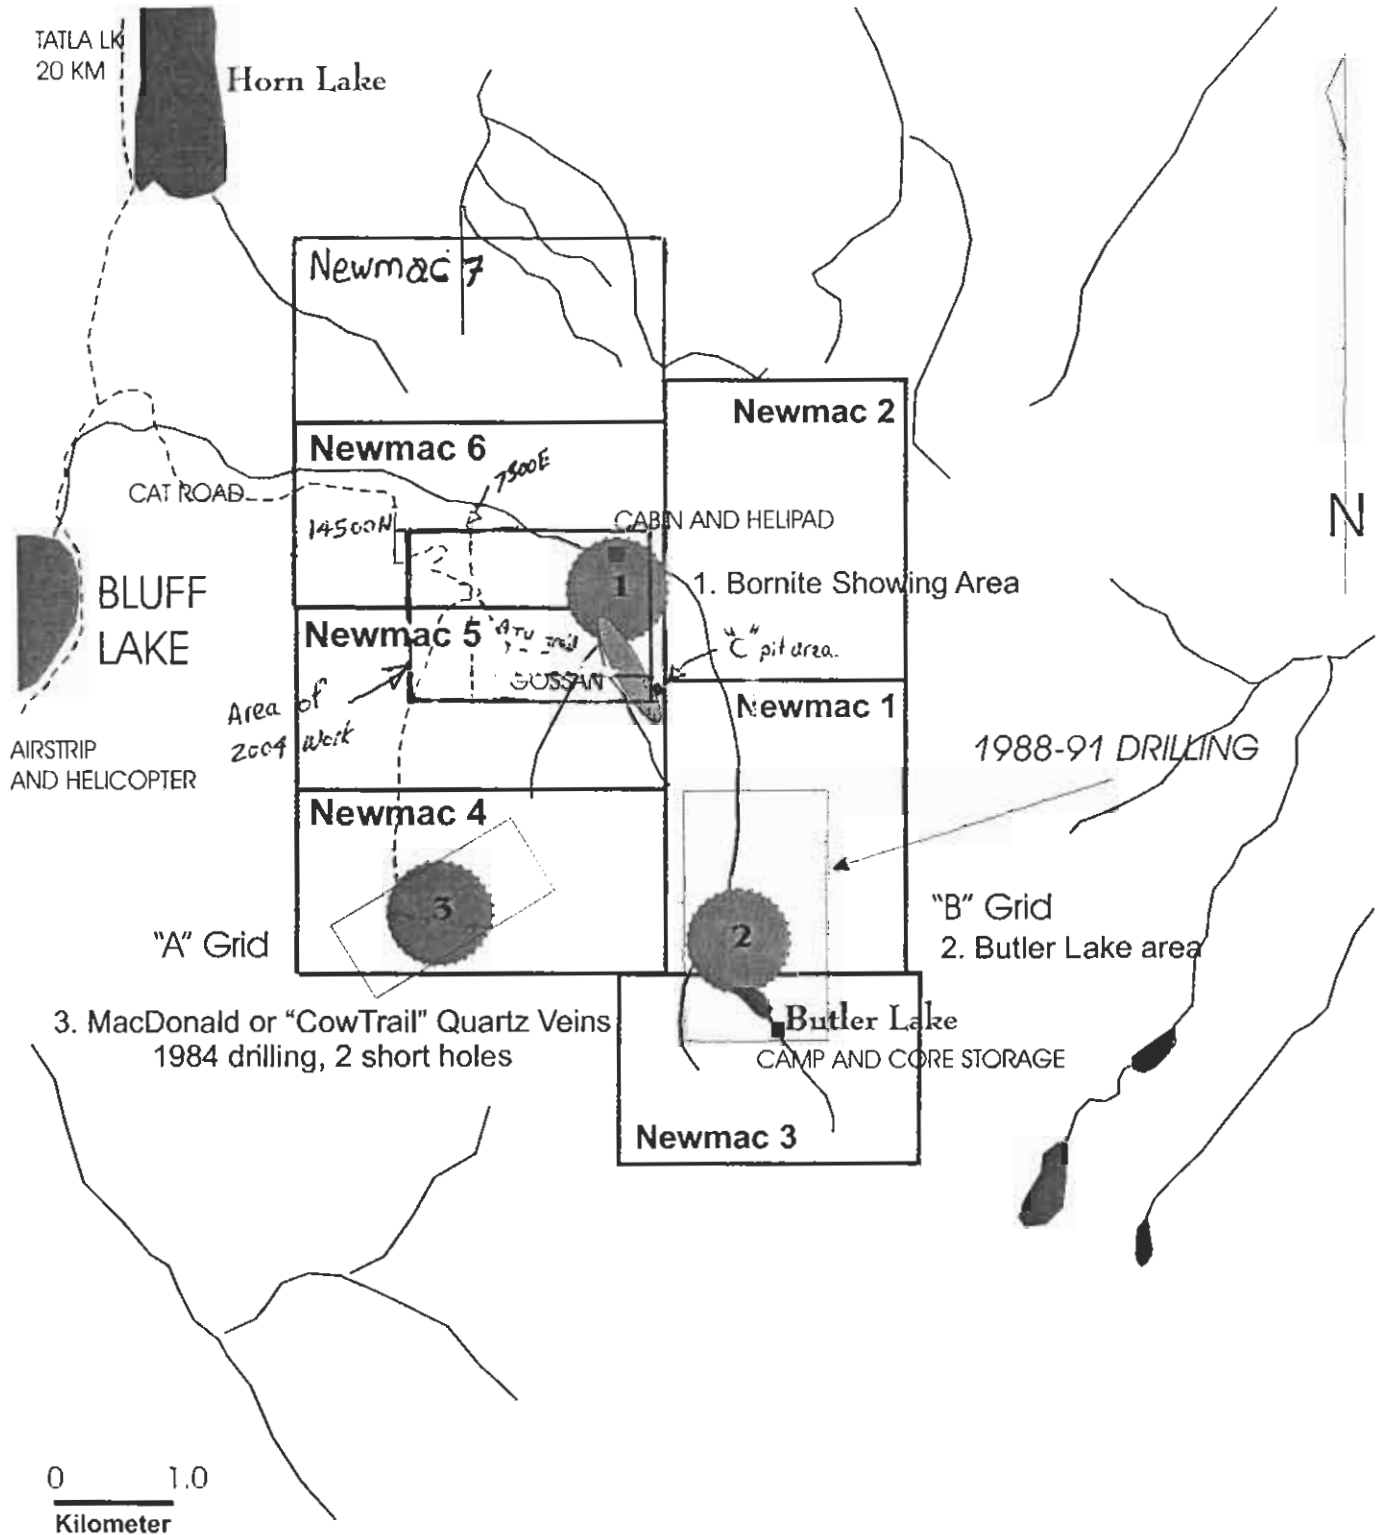 TATLA LK
20 KM
Horn Lake
Newmac 7
Newmac 2
Newmac 6
7500E
CAT ROAD
14500N
CABIN AND HELIPAD
N
1
1. Bornite Showing Area
BLUFF
LAKE
Newmac 5
ATV trail
"C" pit area.
GOSSAN
Newmac 1
Area of
2004 Work
1988-91 DRILLING
AIRSTRIP
AND HELICOPTER
Newmac 4
3
2
"B" Grid
2. Butler Lake area
"A" Grid
3. MacDonald or "CowTrail" Quartz Veins
1984 drilling, 2 short holes
Butler Lake
CAMP AND CORE STORAGE
Newmac 3
0 1.0
Kilometer